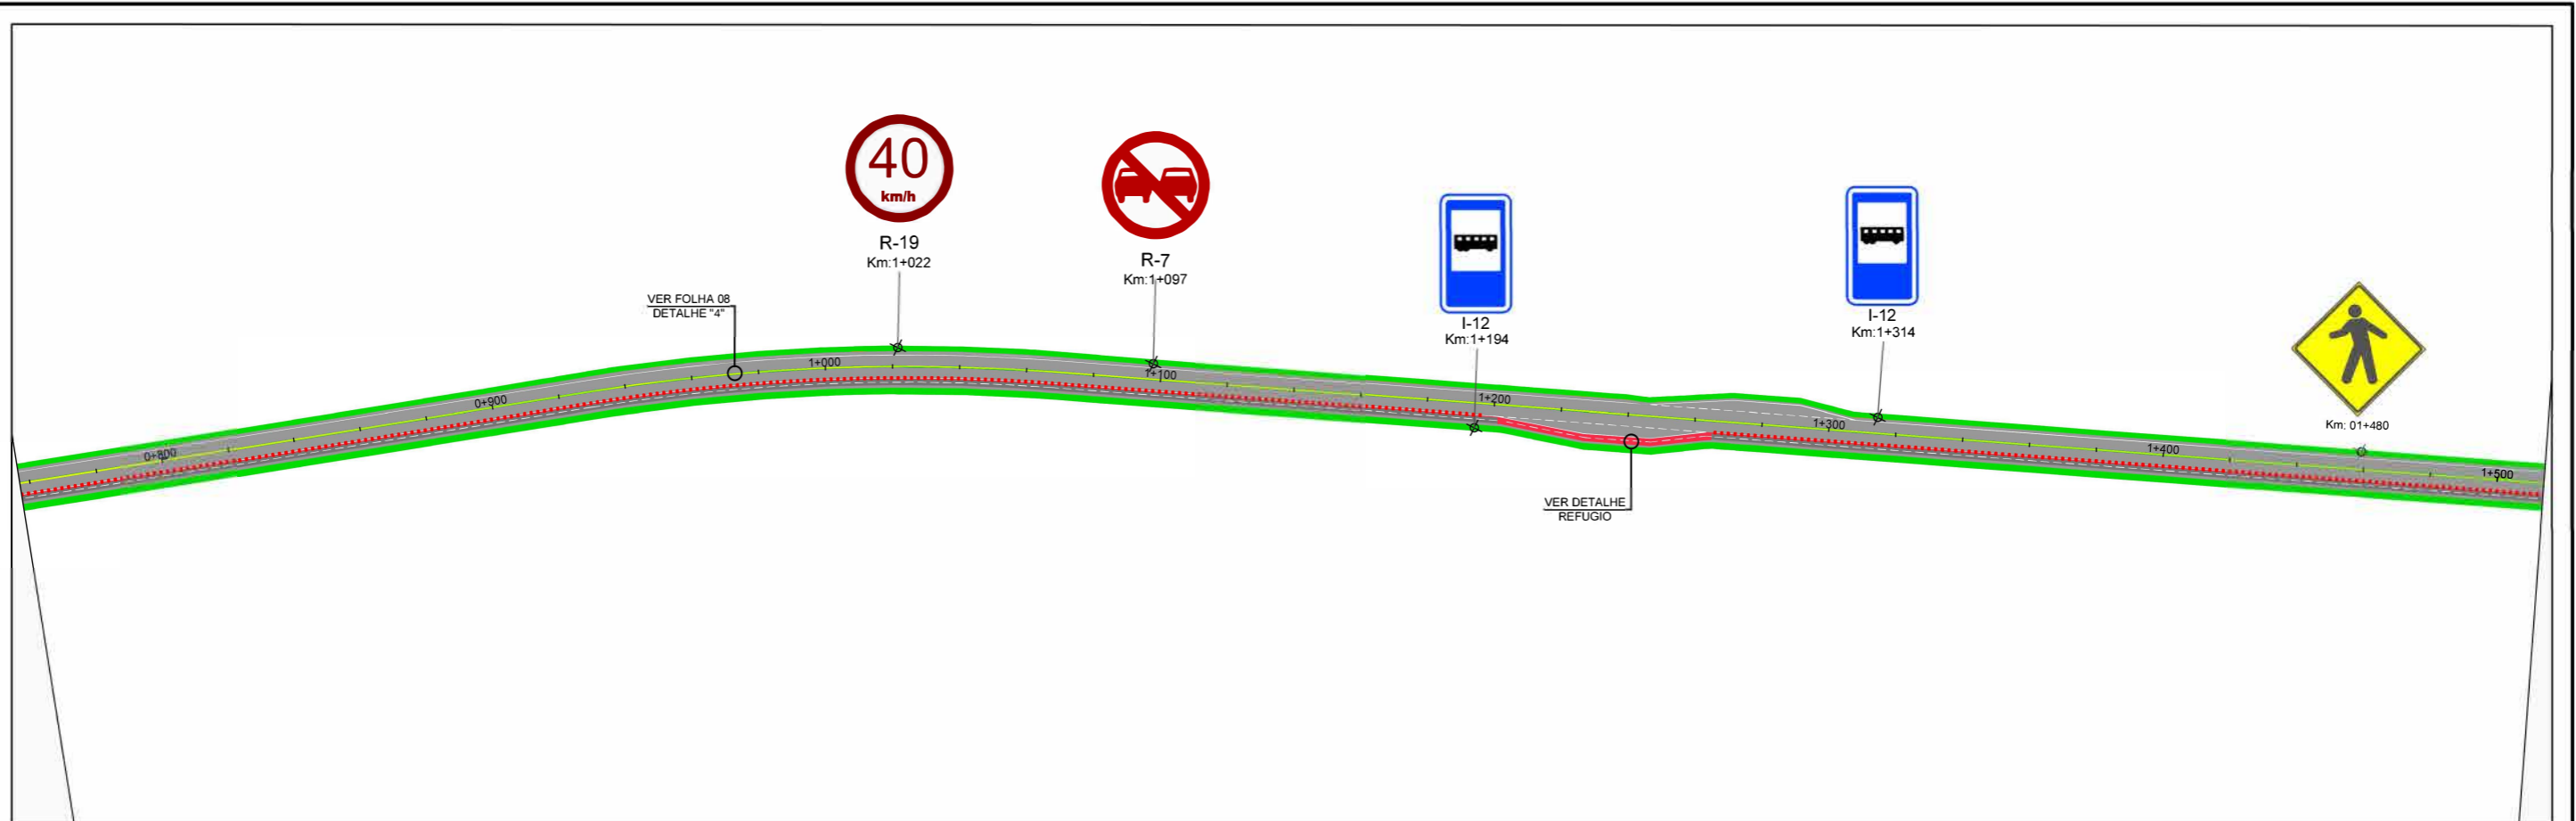 40
km/h
R-19
Km:1+022
R-7
Km:1+097
I-12
Km:1+194
I-12
Km:1+314
Km: 01+480
VER FOLHA 08
DETALHE "4"
0+800
0+900
1+000
1+100
1+200
1+300
1+400
1+500
VER DETALHE
REFUGIO